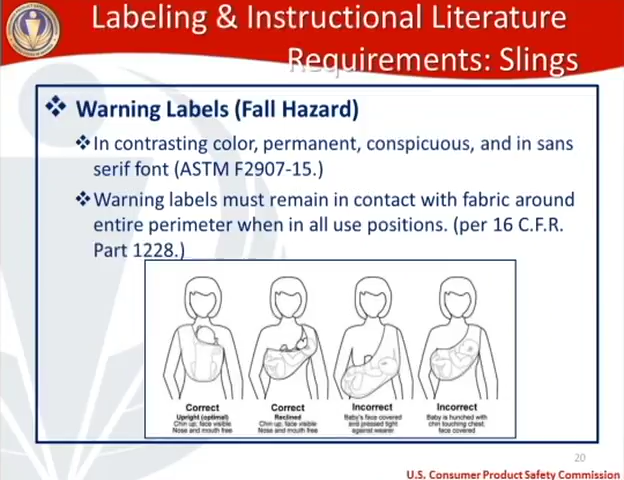 Labeling & Instructional Literature
Requirements: Slings
Warning Labels (Fall Hazard)
In contrasting color, permanent, conspicuous, and in sans
serif font (ASTM F2907-15.)
Warning labels must remain in contact with fabric around
entire perimeter when in all use positions. (per 16 C.F.R.
Part 1228.)
Correct
Upright (optimal)
Chin up, face visible
Nose and mouth free
Correct
Reclined
Chin up, face visible
Nose and mouth free
Incorrect
Baby's face covered
and pressed tight
against wearer
Incorrect
Baby is hunched with
chin touching chest,
face covered
20
U.S. Consumer Product Safety Commission